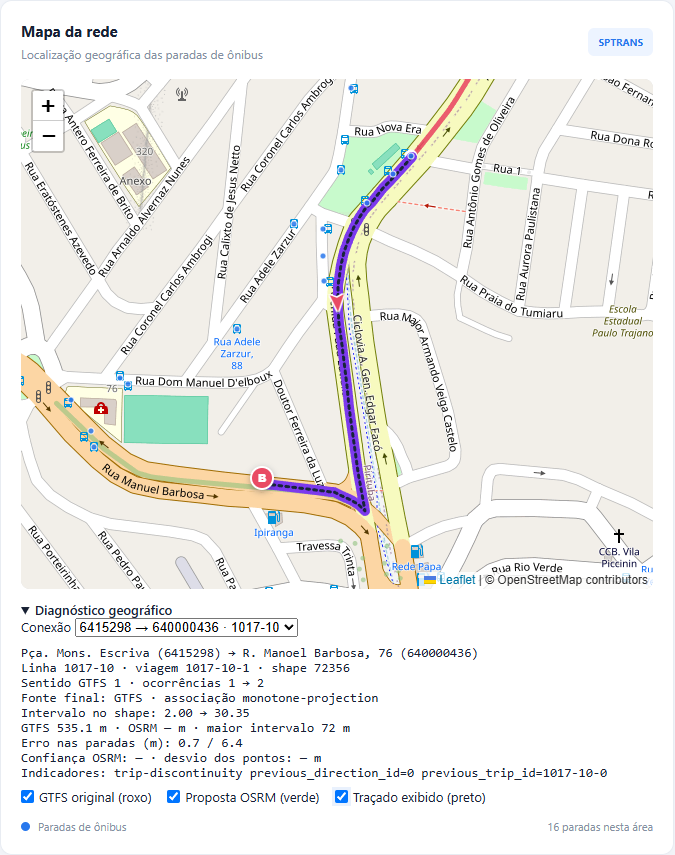 Mapa da rede
Localização geográfica das paradas de ônibus
SPTRANS
+
−
Rua Antero Ferreira de Brito
320
Anexo
Rua Arnaldo Alvernaz Nunes
Rua Eratóstenes Azevedo
Rua Coronel Carlos Ambrogi
Rua Calixto de Jesus Netto
Rua Coronel Carlos Ambrogi
Rua Adele Zarzur
Rua Adele
Zarzur,
88
Rua Nova Era
Rua 1
Rua Antônio Gomes de Oliveira
Rua Aurora Paulistana
Rua Praia do Tumiaru
Escola
Estadual
Paulo Trajano
Rua Major Armando Veiga Castelo
Ciclovia A. Gen. Edgar Facó
Pirituba
Rua Dom Manuel D'elboux
76
Doutor Ferreira da Luz
B
Rua Manuel Barbosa
Ipiranga
Travessa Trinta
Rede Papa
CCB. Vila
Piccinin
Rua Rio Verde
Rua Porteirinha
Rua Pedro
Leaflet | © OpenStreetMap contributors
▼ Diagnóstico geográfico
Conexão 6415298 → 640000436 · 1017-10
Pça. Mons. Escriva (6415298) → R. Manoel Barbosa, 76 (640000436)
Linha 1017-10 · viagem 1017-10-1 · shape 72356
Sentido GTFS 1 · ocorrências 1 → 2
Fonte final: GTFS · associação monotone-projection
Intervalo no shape: 2.00 → 30.35
GTFS 535.1 m · OSRM — m · maior intervalo 72 m
Erro nas paradas (m): 0.7 / 6.4
Confiança OSRM: — · desvio dos pontos: — m
Indicadores: trip-discontinuity previous_direction_id=0 previous_trip_id=1017-10-0
GTFS original (roxo) Proposta OSRM (verde) Traçado exibido (preto)
Paradas de ônibus
16 paradas nesta área